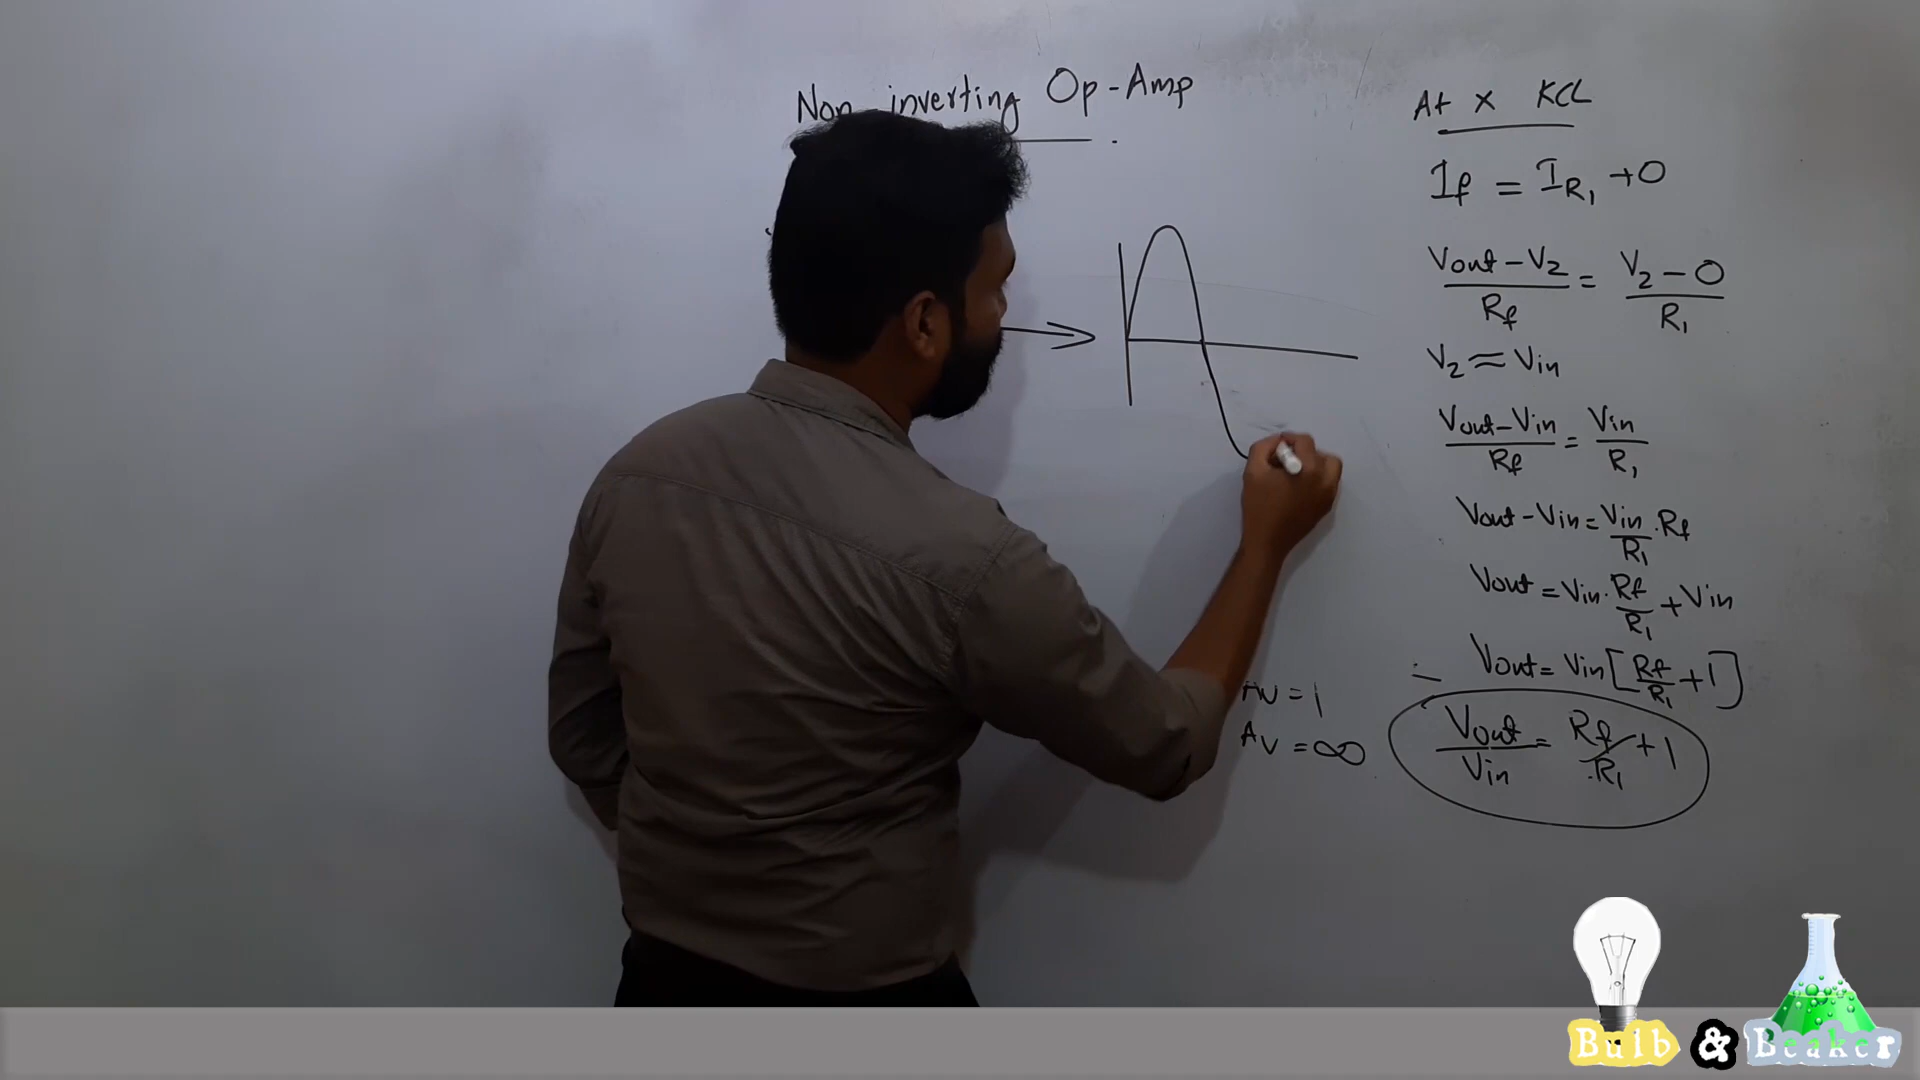 Non-inverting Op-Amp
At X KCL
If = IR1 + 0
Vout - V2 / Rf = V2 - 0 / R1
V2 ≈ Vin
Vout - Vin / Rf = Vin / R1
Vout - Vin = Vin / R1 . Rf
Vout = Vin . Rf / R1 + Vin
∴ Vout = Vin [Rf / R1 + 1]
Vout / Vin = Rf / R1 + 1
Av = 1
Av = ∞
Bulb & Beaker